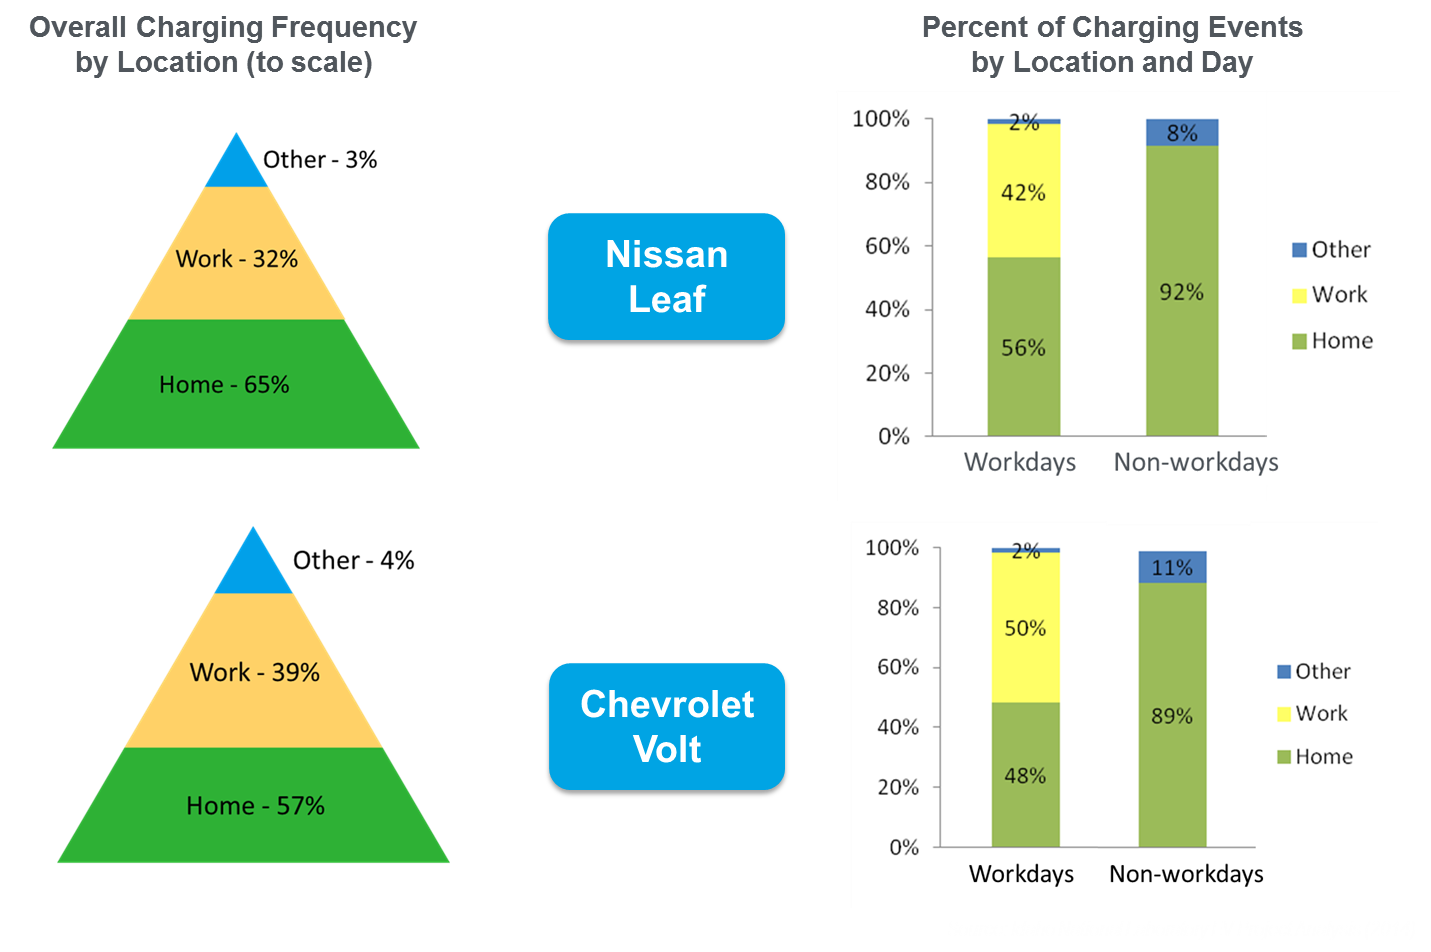 Overall Charging Frequency
by Location (to scale)
Percent of Charging Events
by Location and Day
Other - 3%
Work - 32%
Home - 65%
Nissan
Leaf
100%
80%
60%
40%
20%
0%
2%
42%
56%
8%
92%
Workdays
Non-workdays
Other
Work
Home
Other - 4%
Work - 39%
Home - 57%
Chevrolet
Volt
100%
80%
60%
40%
20%
0%
2%
50%
48%
11%
89%
Workdays
Non-workdays
Other
Work
Home